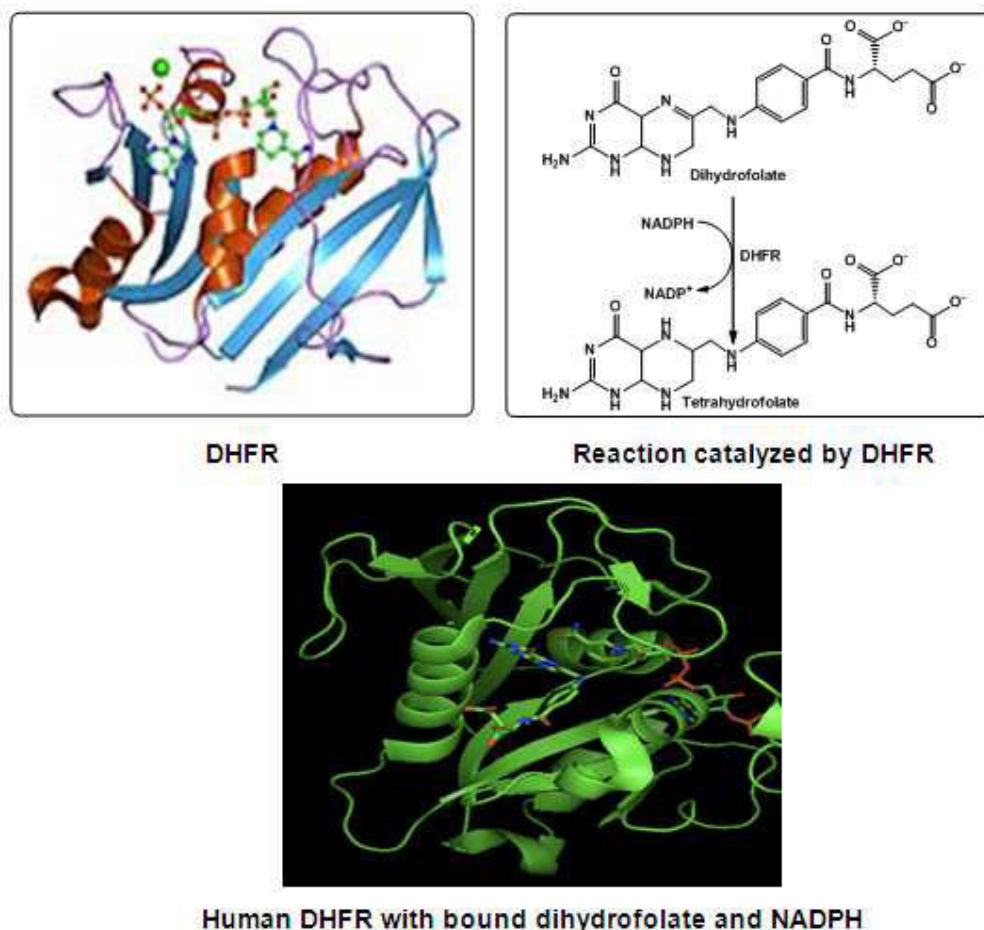 O O⁻
O
O N H O⁻
N O
N N H
H₂N N H N H
Dihydrofolate
NADPH
DHFR
NADP⁺
O O⁻
O
O H N N H O⁻
N N H O
H₂N N H N H
Tetrahydrofolate
DHFR
Reaction catalyzed by DHFR
Human DHFR with bound dihydrofolate and NADPH